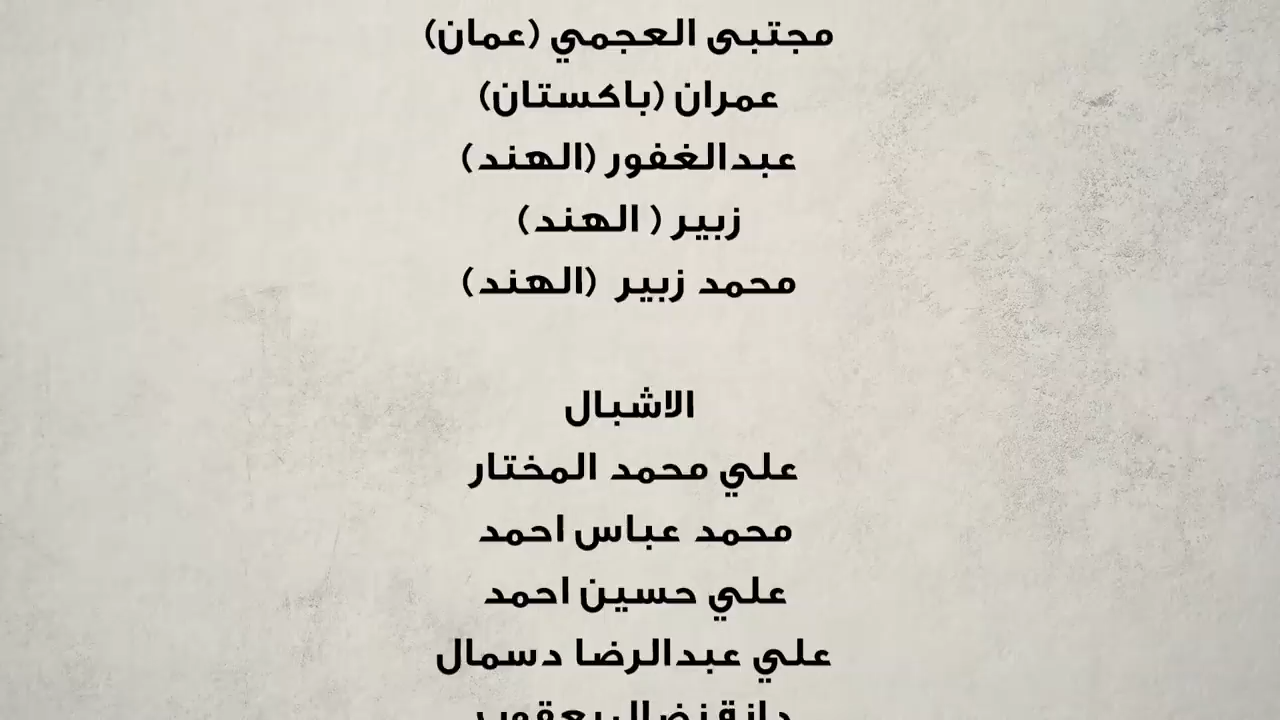 مجتبى العجمي (عمان)
عمران (باكستان)
عبدالغفور (الهند)
زبير ( الهند)
محمد زبير (الهند)
الاشبال
علي محمد المختار
محمد عباس احمد
علي حسين احمد
علي عبدالرضا دسمال